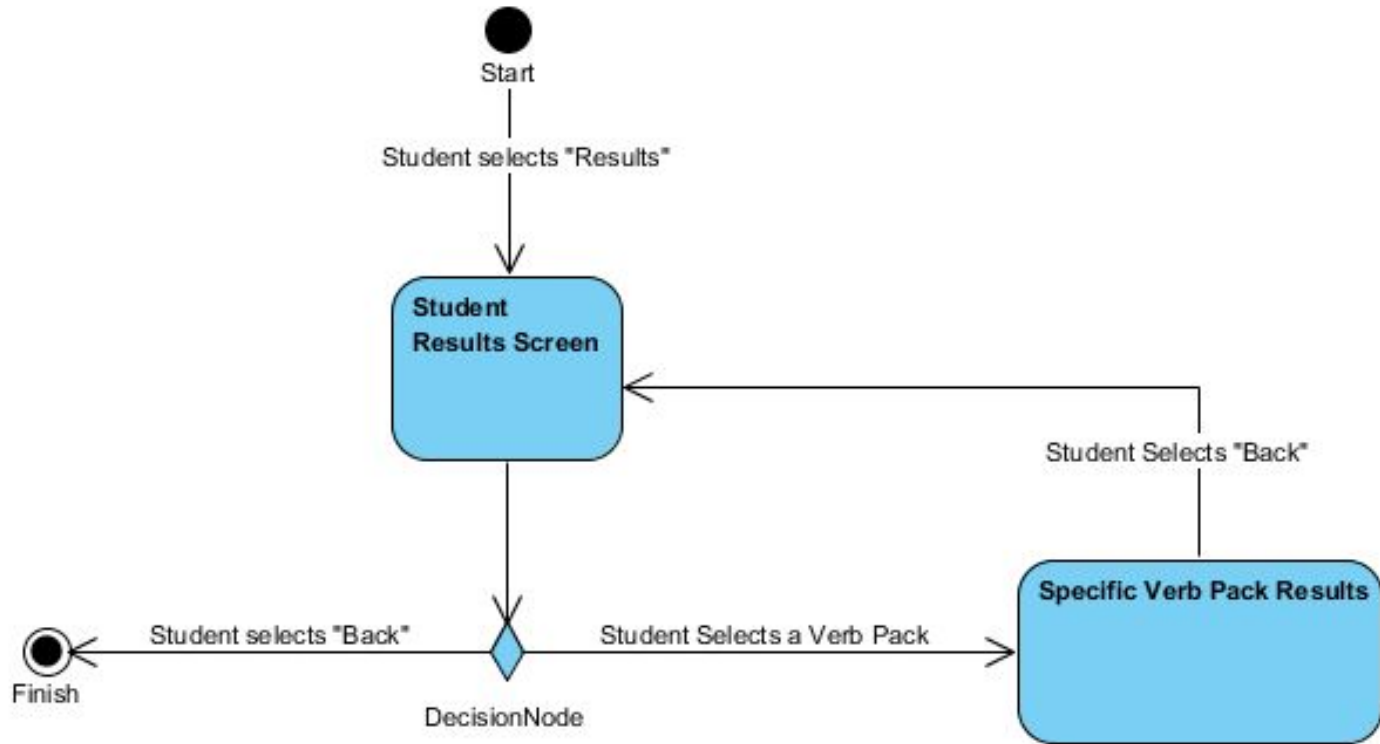 Start
Student selects "Results"
Student
Results Screen
Student Selects "Back"
Specific Verb Pack Results
Student selects "Back"
Student Selects a Verb Pack
Finish
DecisionNode